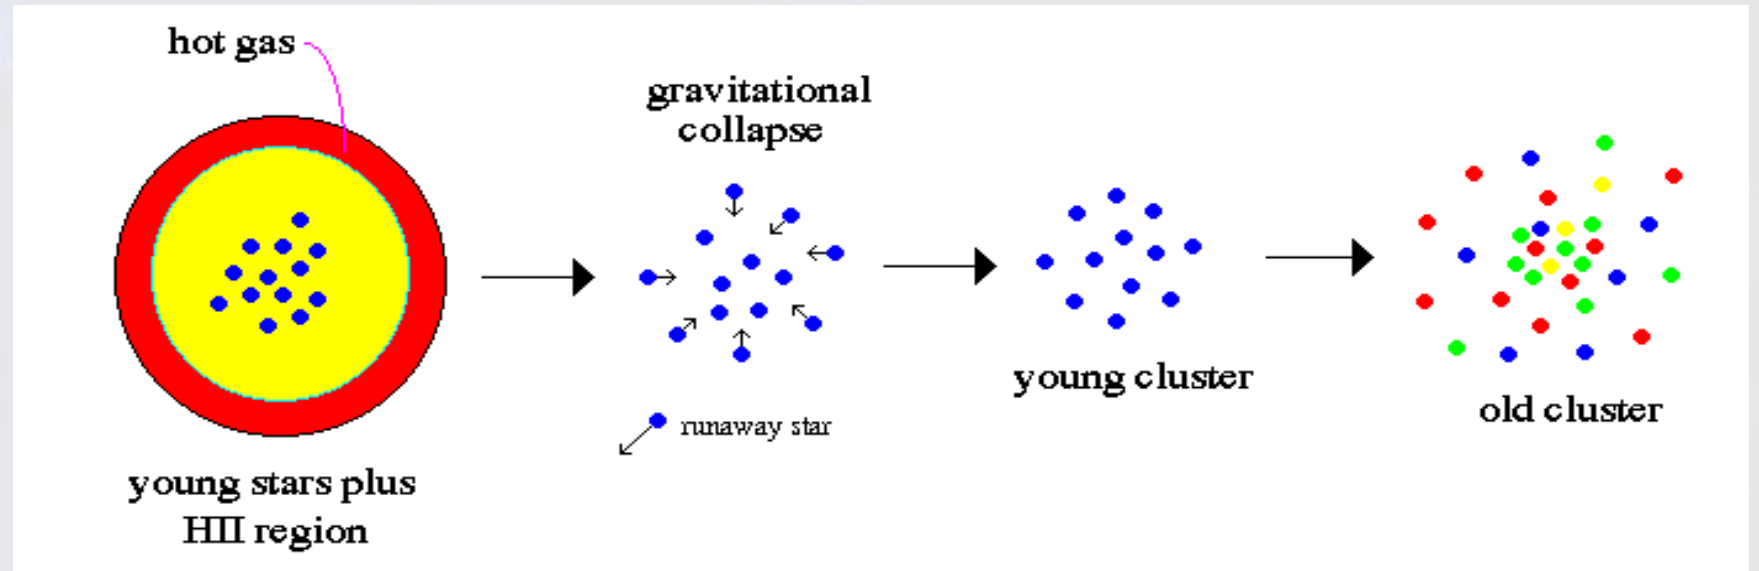 hot gas
gravitational
collapse
runaway star
young stars plus
HII region
young cluster
old cluster